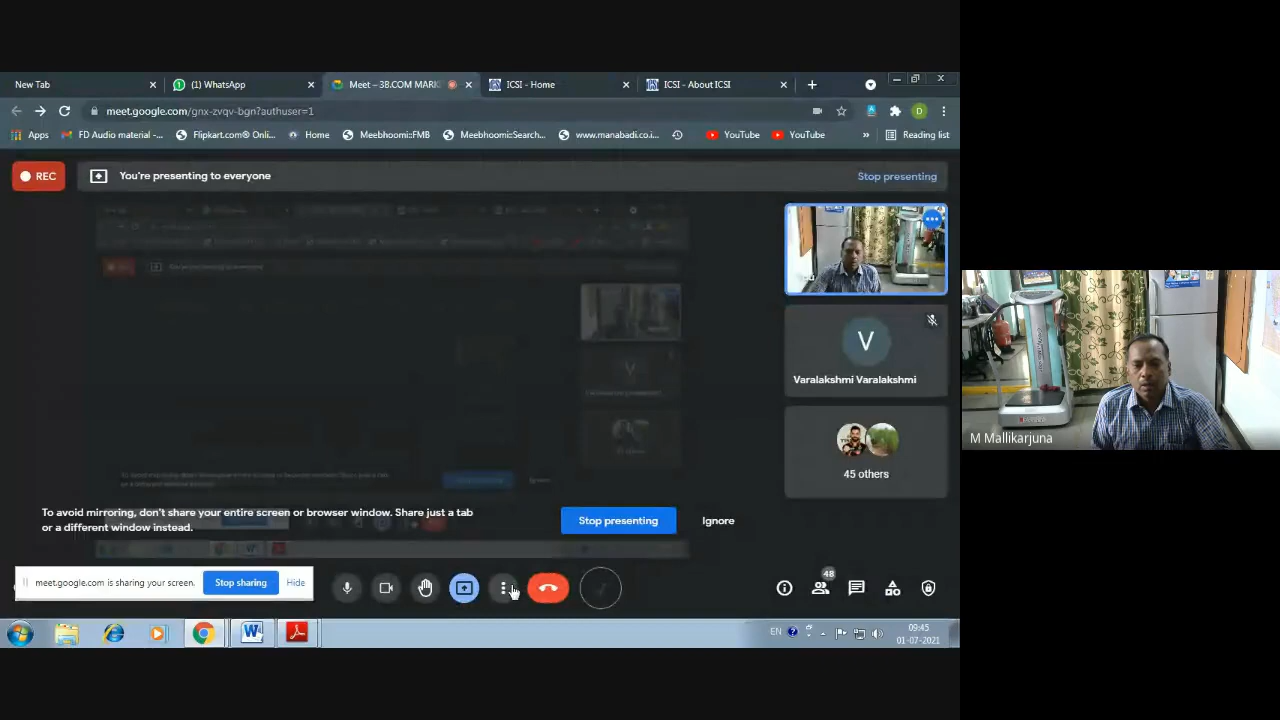 New Tab
(1) WhatsApp
Meet – 3B.COM MARK
ICSI - Home
ICSI - About ICSI
meet.google.com/gnx-zvqv-bgn?authuser=1
Apps
FD Audio material -...
Flipkart.com® Onli...
Home
Meebhoomi::FMB
Meebhoomi::Search...
www.manabadi.co.i...
YouTube
YouTube
»
Reading list
REC
You're presenting to everyone
Stop presenting
V
Varalakshmi Varalakshmi
45 others
To avoid mirroring, don't share your entire screen or browser window. Share just a tab
or a different window instead.
Stop presenting
Ignore
meet.google.com is sharing your screen.
Stop sharing
Hide
48
EN
09:45
01-07-2021
M Mallikarjuna
D